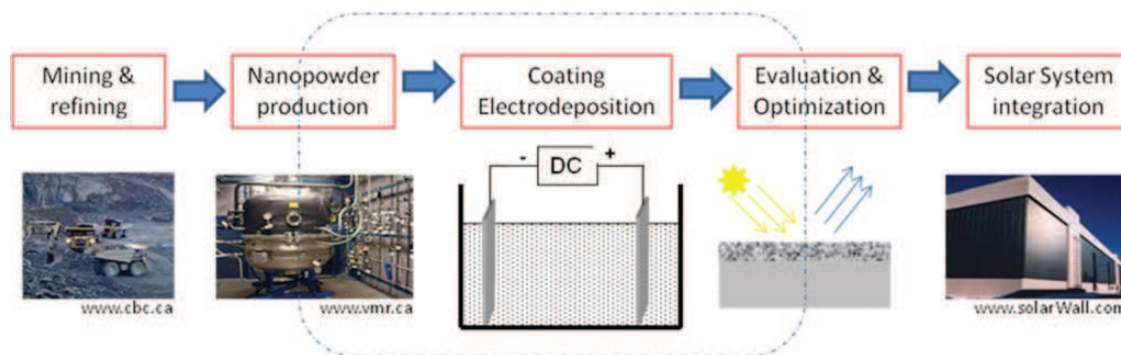 Mining &
refining
Nanopowder
production
Coating
Electrodeposition
Evaluation &
Optimization
Solar System
integration
- DC +
www.cbc.ca
www.vmr.ca
www.solarWall.com